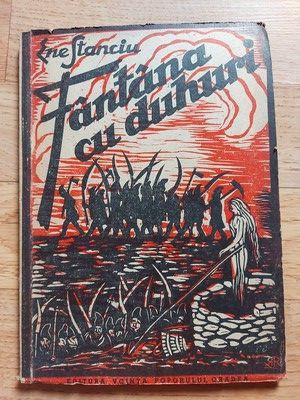 Ene Stanciu
Fântâna
cu duhuri
EDITURA VOINȚA POPORULUI ORADEA